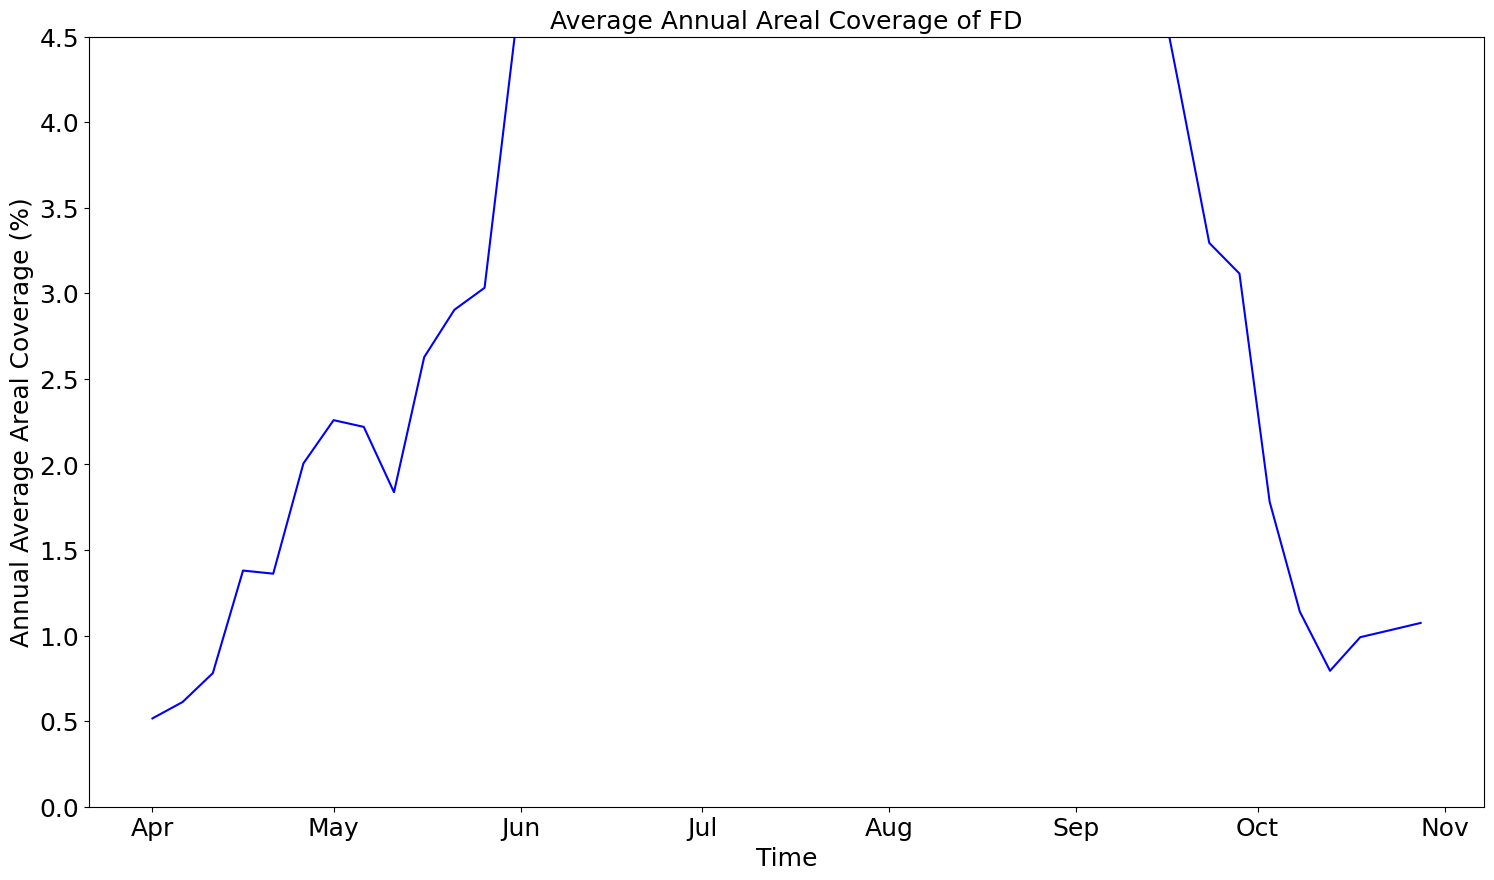 Average Annual Areal Coverage of FD
Annual Average Areal Coverage (%)
4.5
4.0
3.5
3.0
2.5
2.0
1.5
1.0
0.5
0.0
Apr May Jun Jul Aug Sep Oct Nov
Time